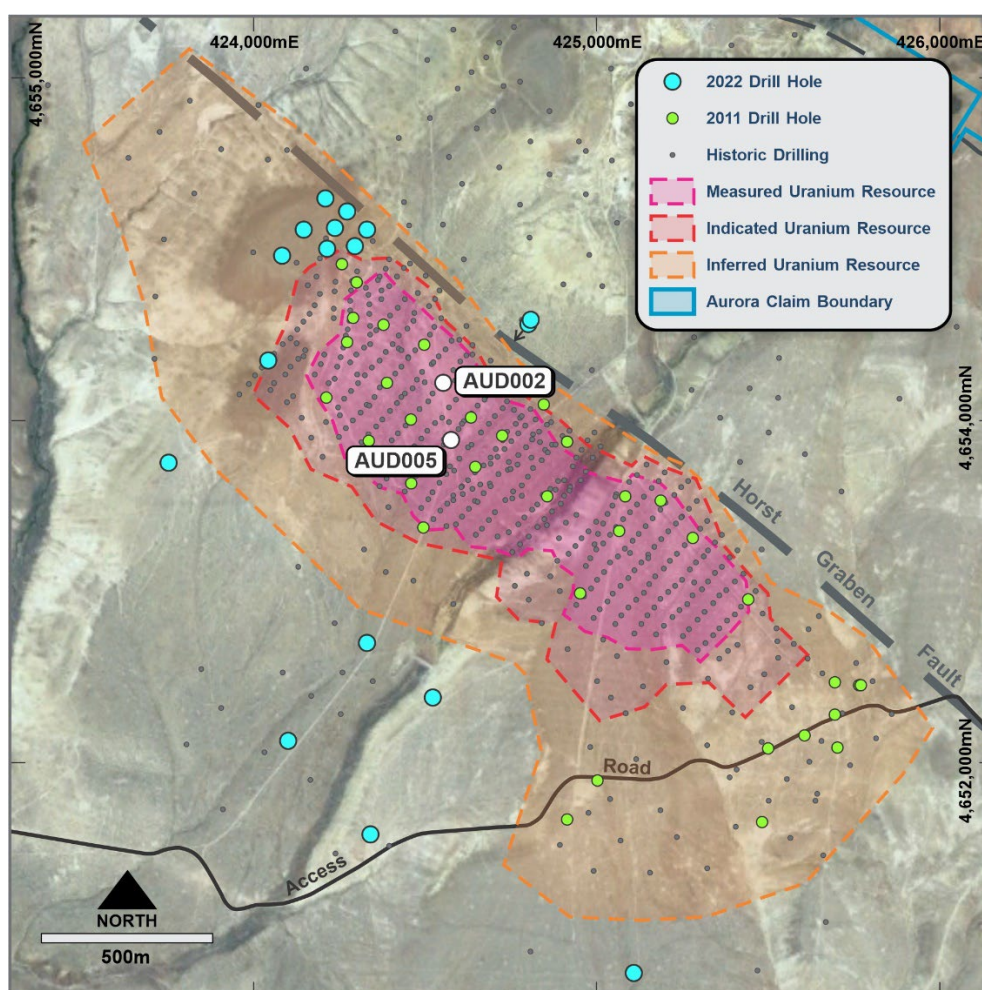 424,000mE
425,000mE
426,000mE
4,655,000mN
2022 Drill Hole
2011 Drill Hole
Historic Drilling
Measured Uranium Resource
Indicated Uranium Resource
Inferred Uranium Resource
Aurora Claim Boundary
AUD002
4,654,000mN
AUD005
Horst
Graben
Fault
Road
4,652,000mN
Access
NORTH
500m